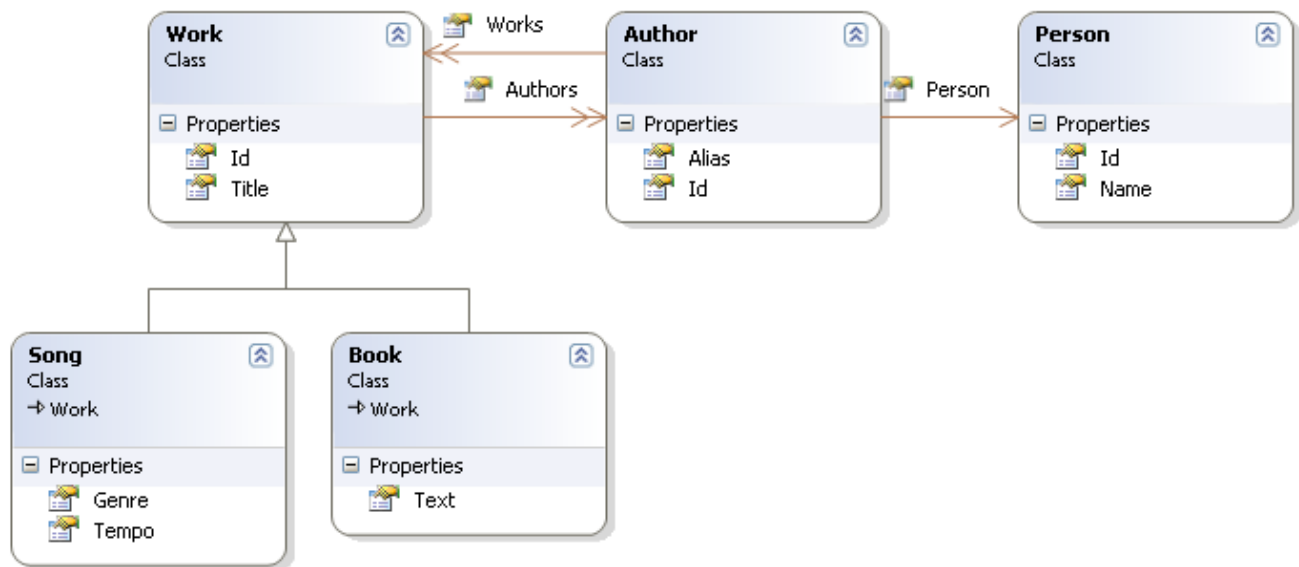 Work
Class
Properties
Id
Title
Works
Authors
Author
Class
Properties
Alias
Id
Person
Person
Class
Properties
Id
Name
Song
Class
Work
Properties
Genre
Tempo
Book
Class
Work
Properties
Text